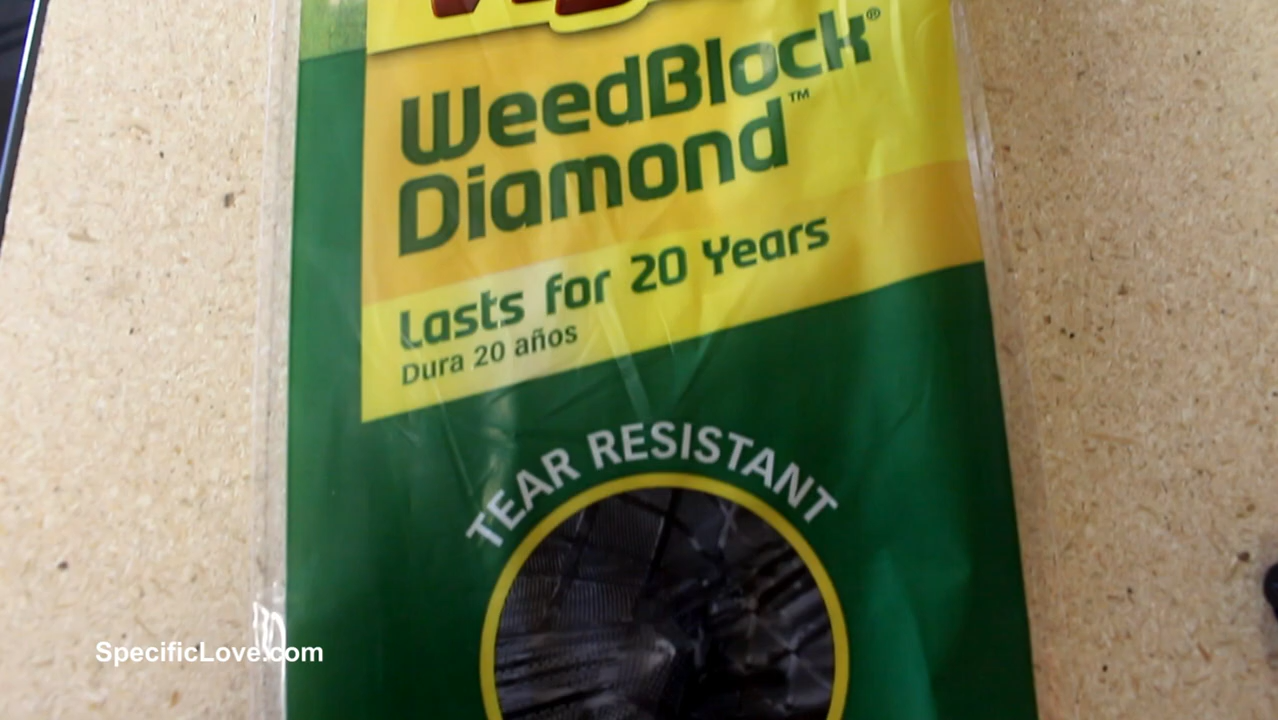 WeedBlock®
Diamond™
Lasts for 20 Years
Dura 20 años
TEAR RESISTANT
SpecificLove.com